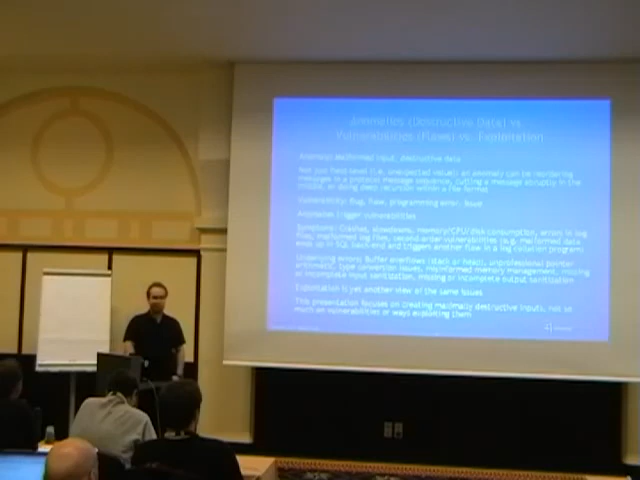 Anomalies (Destructive Data) vs.
Vulnerabilities (Flaws) vs. Exploitation
Anomaly: Malformed input, destructive data
Not just field level (i.e. unexpected value): an anomaly can be reordering
messages in a protocol message sequence, cutting a message abruptly in the
middle, or doing deep recursion within a file format
Vulnerability: Bug, flaw, programming error, issue
Anomalies trigger vulnerabilities
Symptoms: Crashes, slowdowns, memory/CPU/disk consumption, errors in log
files, malformed log files, second order vulnerabilities (e.g. malformed data
ends up in SQL back-end and triggers another flaw in a log validation program)
Underlying errors: Buffer overflows (stack or heap), unprofessional pointer
arithmetic, type conversion issues, misinformed memory management, missing
or incomplete input sanitization, missing or incomplete output sanitization
Exploitation is yet another view of the same issues
This presentation focuses on creating maximally destructive inputs, not so
much on vulnerabilities or ways exploiting them